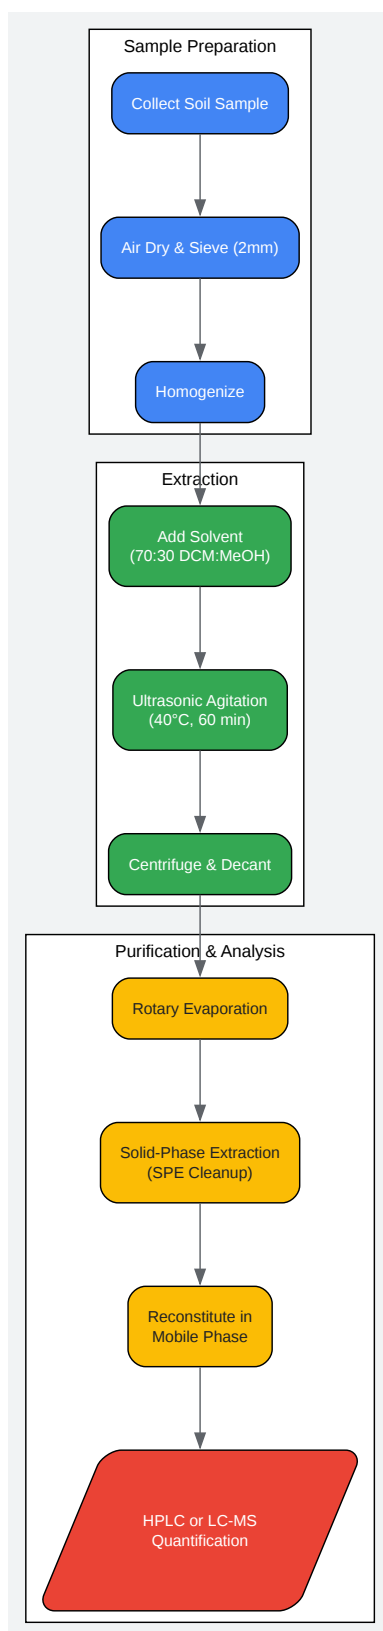 Sample Preparation
Collect Soil Sample
Air Dry & Sieve (2mm)
Homogenize
Extraction
Add Solvent
(70:30 DCM:MeOH)
Ultrasonic Agitation
(40°C, 60 min)
Centrifuge & Decant
Purification & Analysis
Rotary Evaporation
Solid-Phase Extraction
(SPE Cleanup)
Reconstitute in
Mobile Phase
HPLC or LC-MS
Quantification